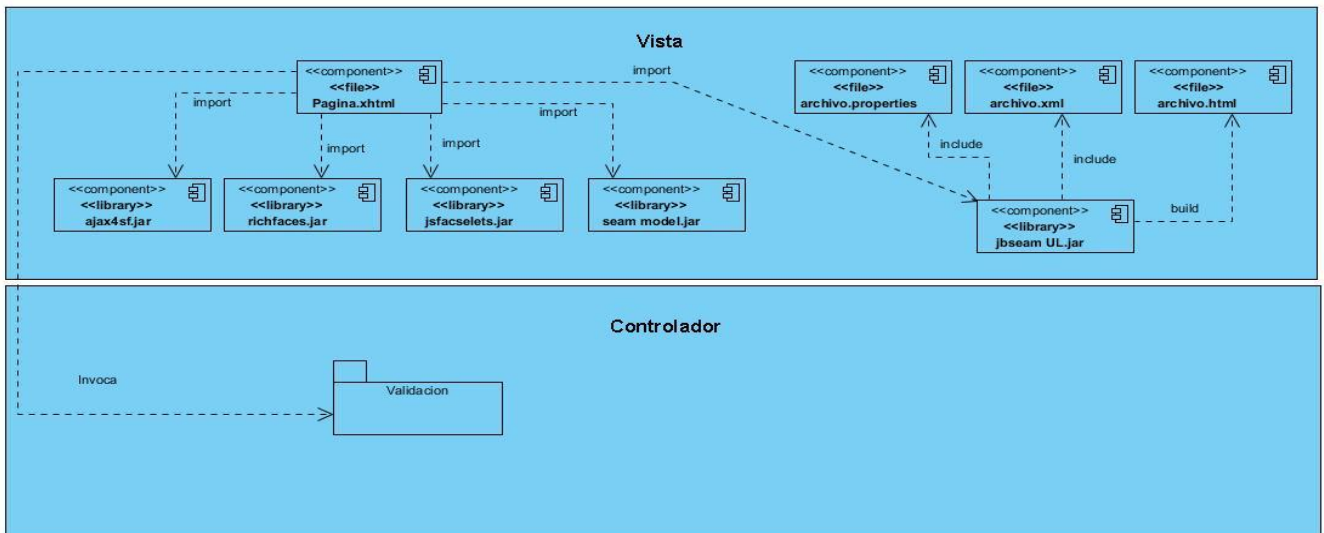 Vista
<<component>>
<<file>>
Pagina.xhtml
import
<<component>>
<<file>>
archivo.properties
<<component>>
<<file>>
archivo.xml
<<component>>
<<file>>
archivo.html
import
import
import
import
include
include
build
<<component>>
<<library>>
ajax4sf.jar
<<component>>
<<library>>
richfaces.jar
<<component>>
<<library>>
jsfacselets.jar
<<component>>
<<library>>
seam model.jar
<<component>>
<<library>>
jbseam UL.jar
Controlador
Invoca
Validacion